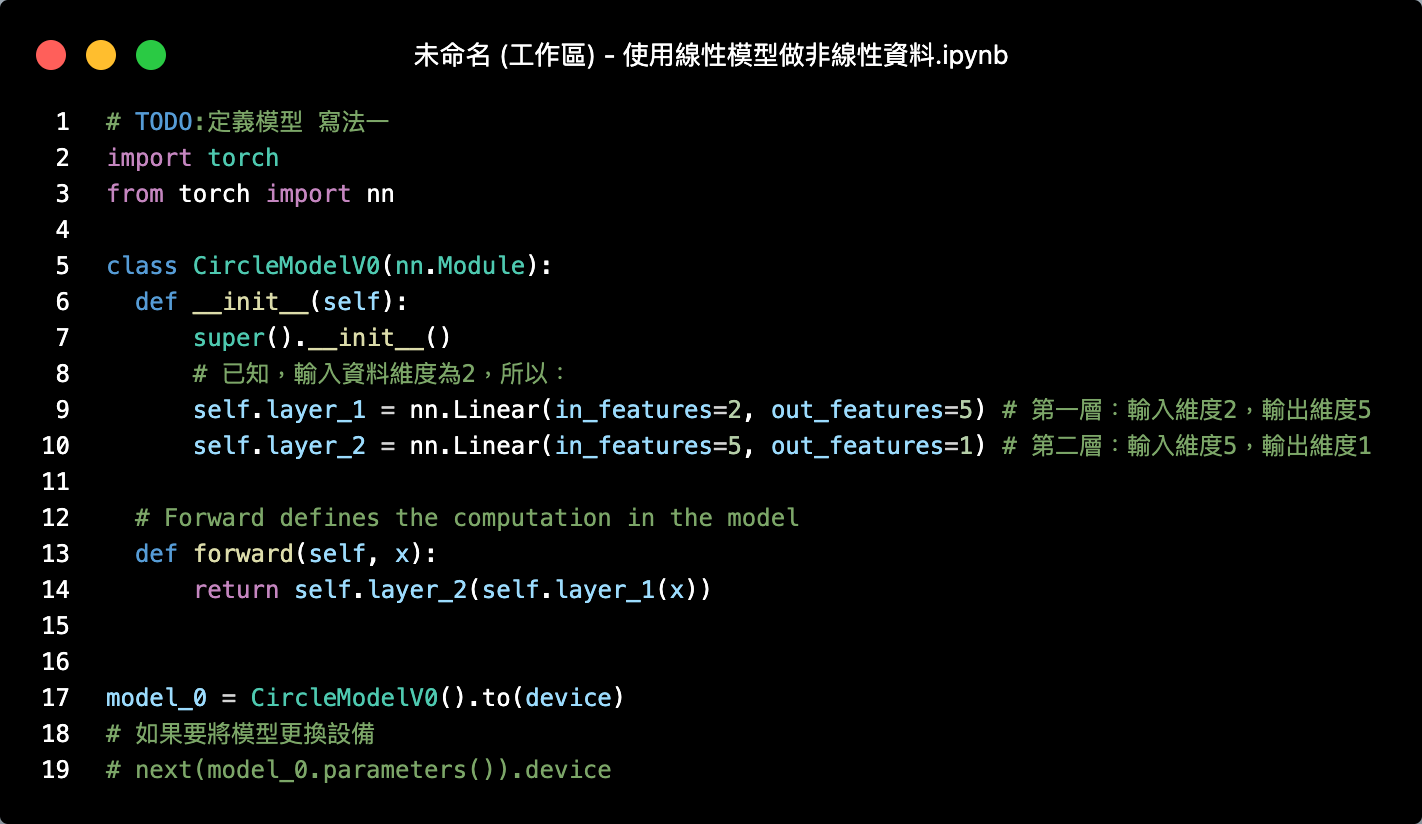 未命名 (工作區) - 使用線性模型做非線性資料.ipynb
1 # TODO:定義模型 寫法一
2 import torch
3 from torch import nn
4
5 class CircleModelV0(nn.Module):
6   def __init__(self):
7       super().__init__()
8       # 已知，輸入資料維度為2，所以：
9       self.layer_1 = nn.Linear(in_features=2, out_features=5) # 第一層：輸入維度2，輸出維度5
10       self.layer_2 = nn.Linear(in_features=5, out_features=1) # 第二層：輸入維度5，輸出維度1
11
12   # Forward defines the computation in the model
13   def forward(self, x):
14       return self.layer_2(self.layer_1(x))
15
16
17 model_0 = CircleModelV0().to(device)
18 # 如果要將模型更換設備
19 # next(model_0.parameters()).device